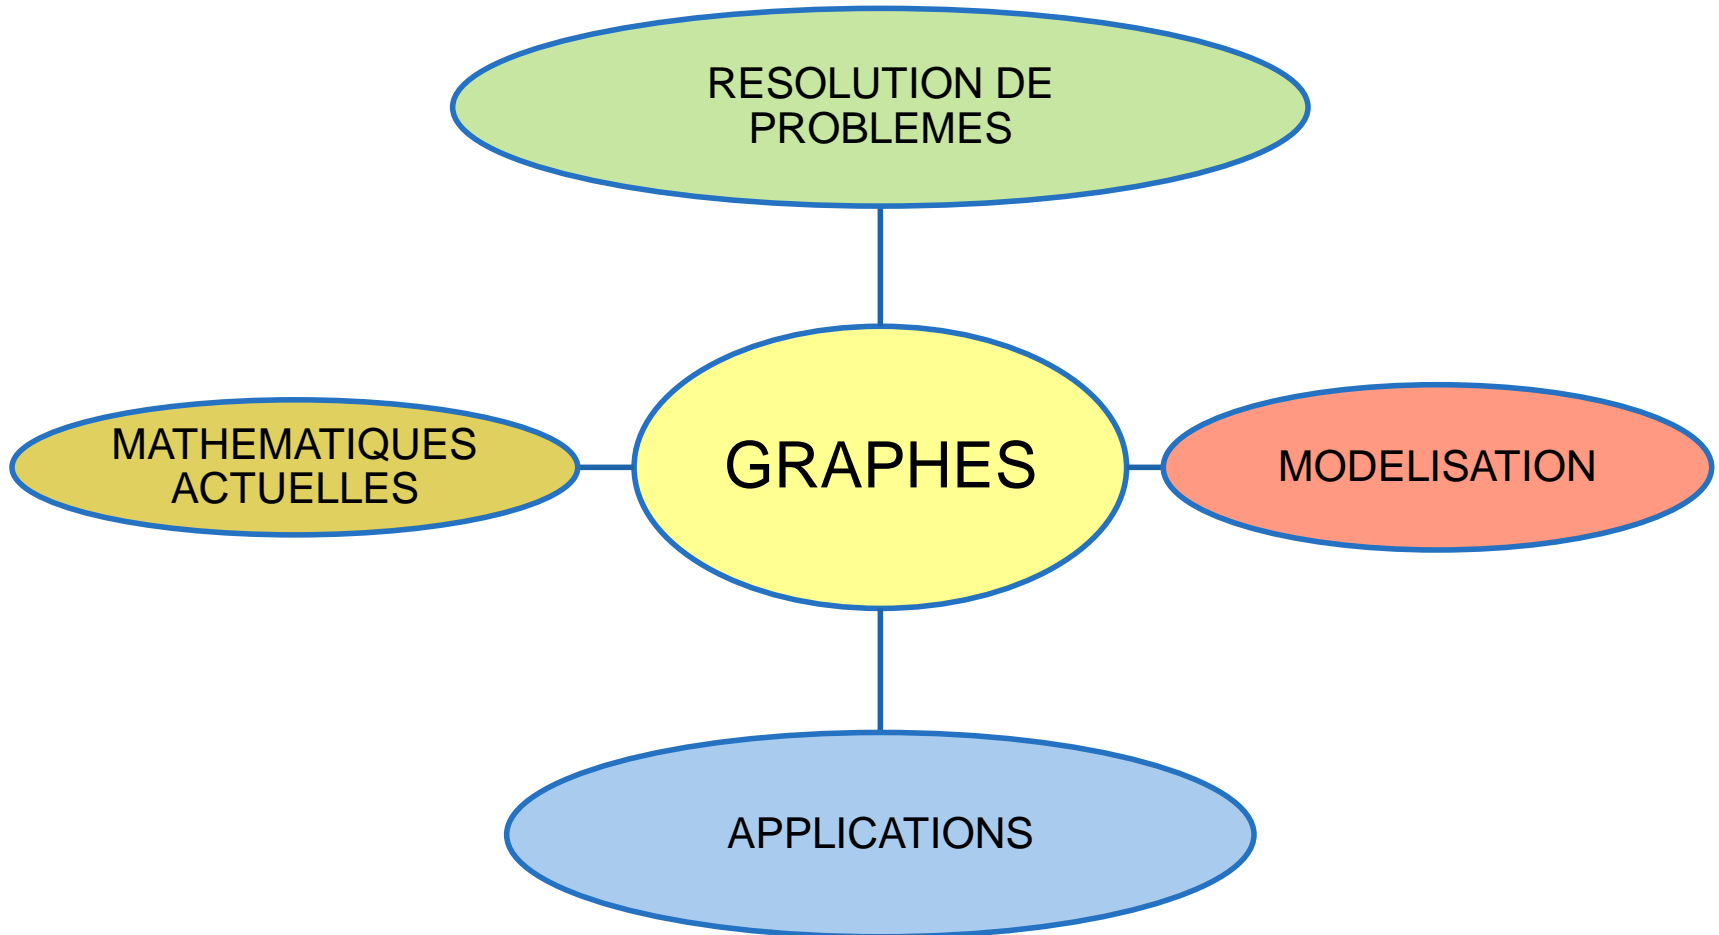 RESOLUTION DE
PROBLEMES
MATHEMATIQUES
ACTUELLES
GRAPHES
MODELISATION
APPLICATIONS